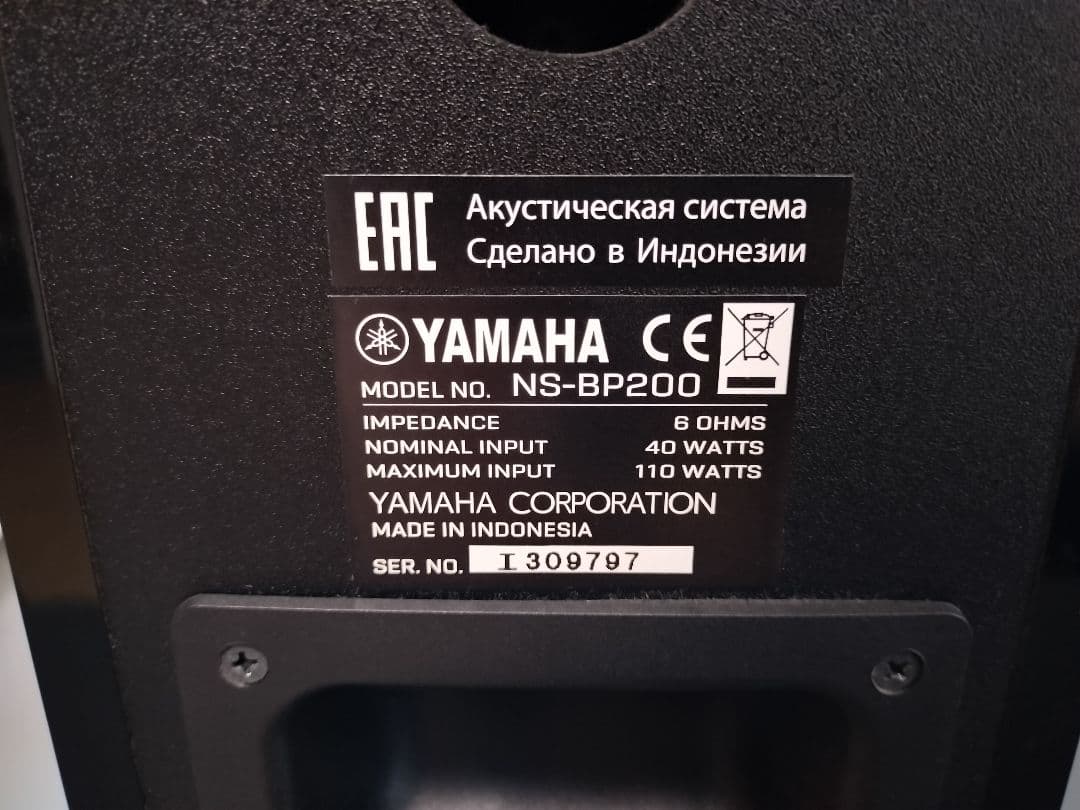 EAC Акустическая система
Сделано в Индонезии
YAMAHA CE
MODEL NO. NS-BP200
IMPEDANCE 6 OHMS
NOMINAL INPUT 40 WATTS
MAXIMUM INPUT 110 WATTS
YAMAHA CORPORATION
MADE IN INDONESIA
SER. NO. I 309797